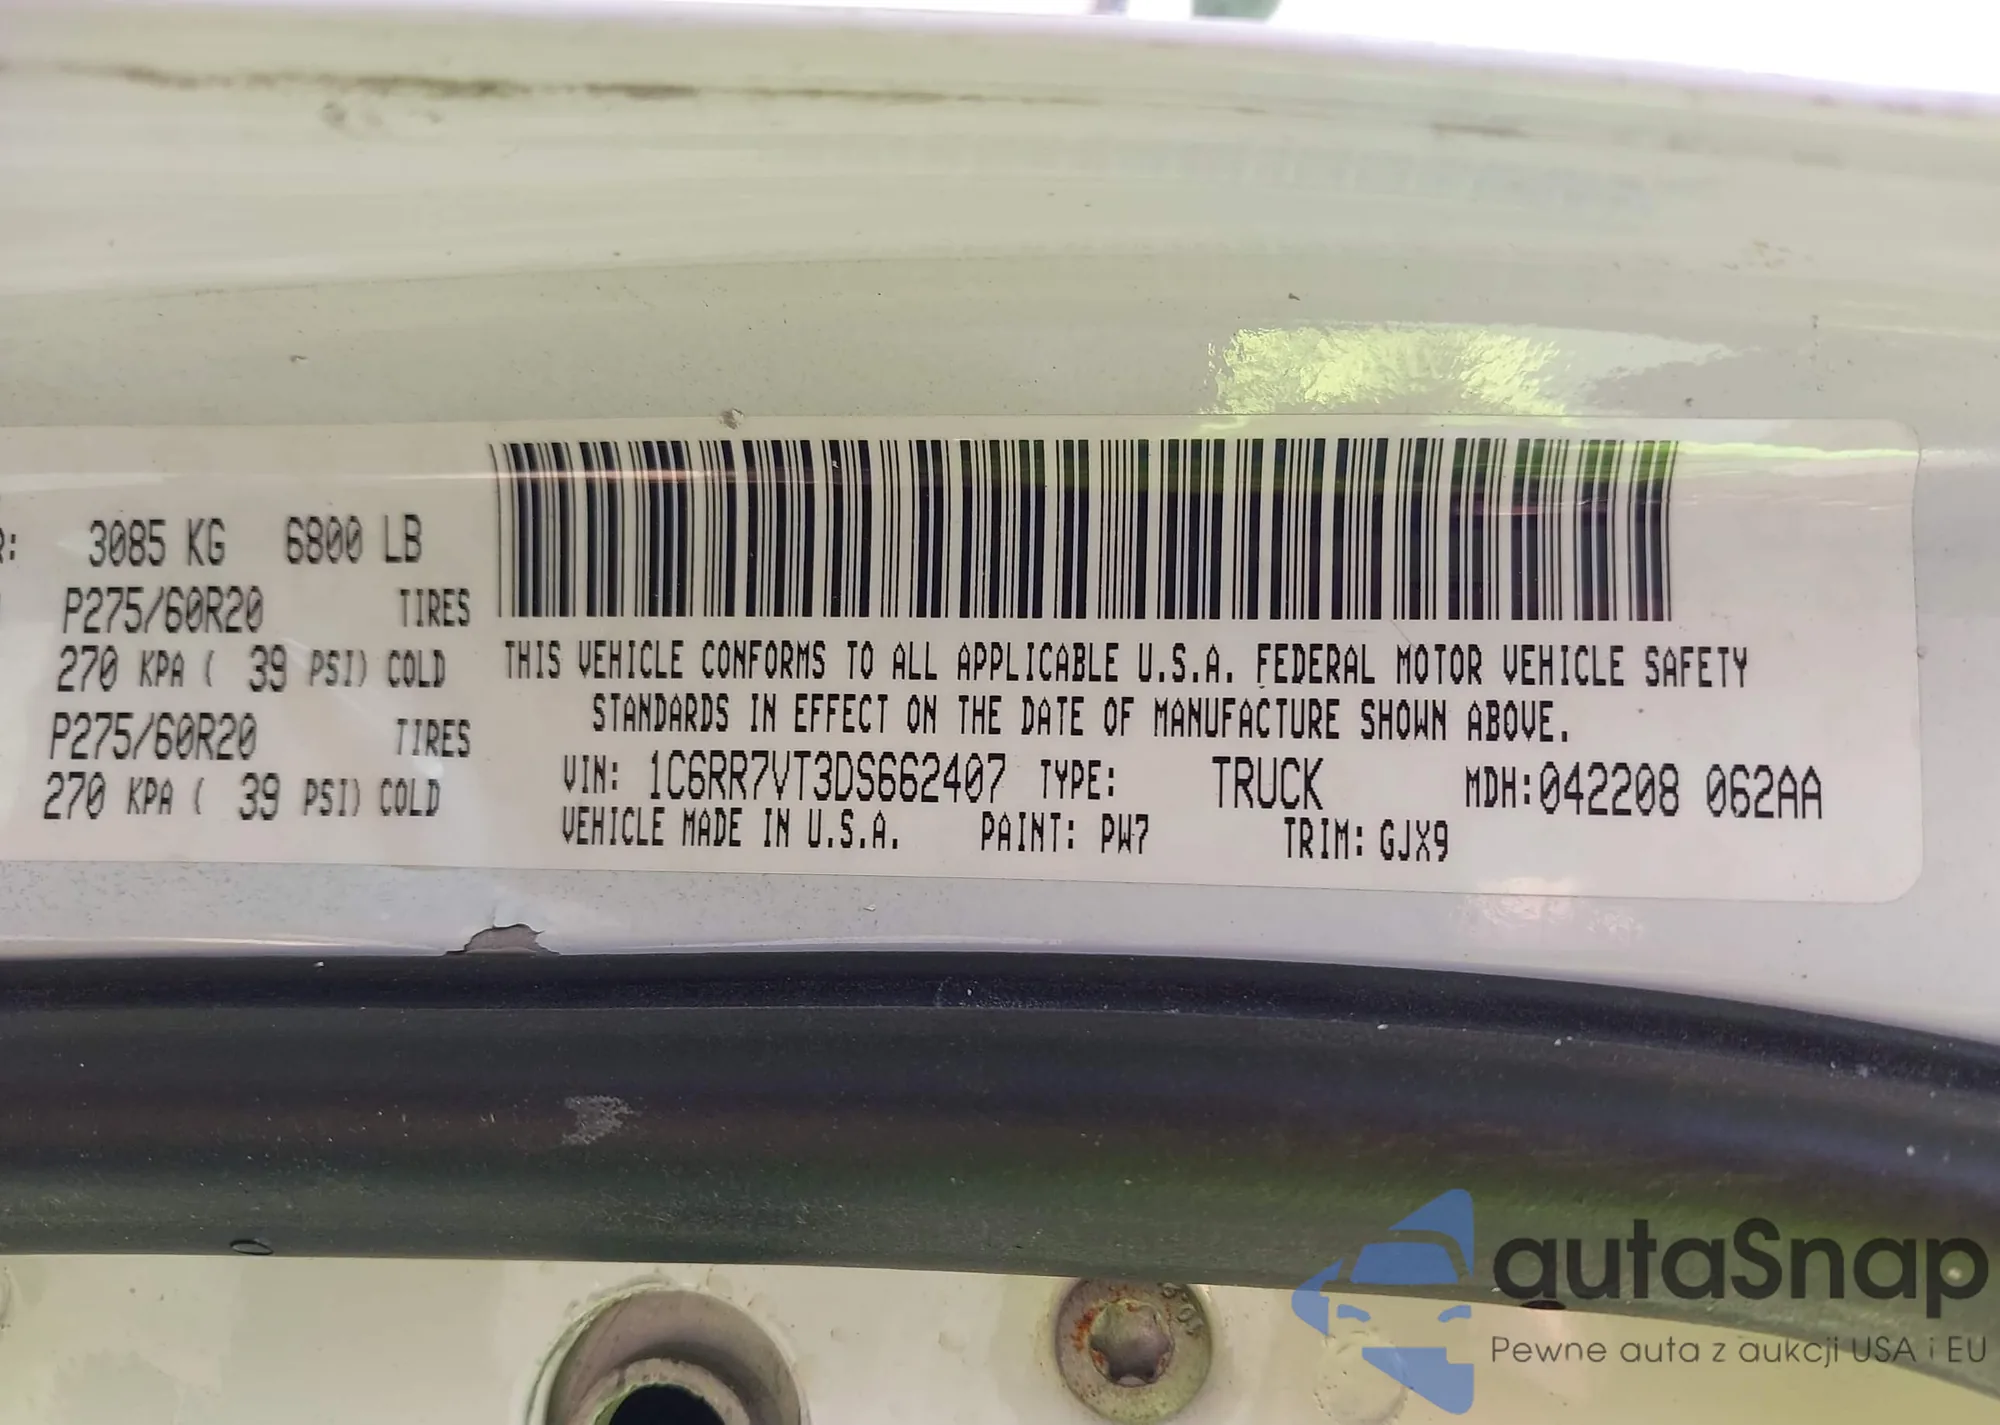 R: 3085 KG 6800 LB
P275/60R20 TIRES
270 KPA ( 39 PSI) COLD
P275/60R20 TIRES
270 KPA ( 39 PSI) COLD
THIS VEHICLE CONFORMS TO ALL APPLICABLE U.S.A. FEDERAL MOTOR VEHICLE SAFETY
STANDARDS IN EFFECT ON THE DATE OF MANUFACTURE SHOWN ABOVE.
VIN: 1C6RR7VT3DS662407 TYPE: TRUCK MDH:042208 062AA
VEHICLE MADE IN U.S.A. PAINT: PW7 TRIM: GJX9
autaSnap
Pewne auta z aukcji USA i EU